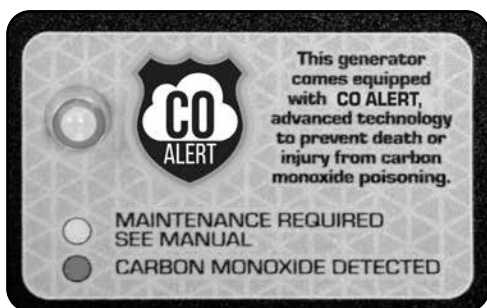 CO
ALERT
This generator
comes equipped
with CO ALERT,
advanced technology
to prevent death or
injury from carbon
monoxide poisoning.
MAINTENANCE REQUIRED
SEE MANUAL
CARBON MONOXIDE DETECTED